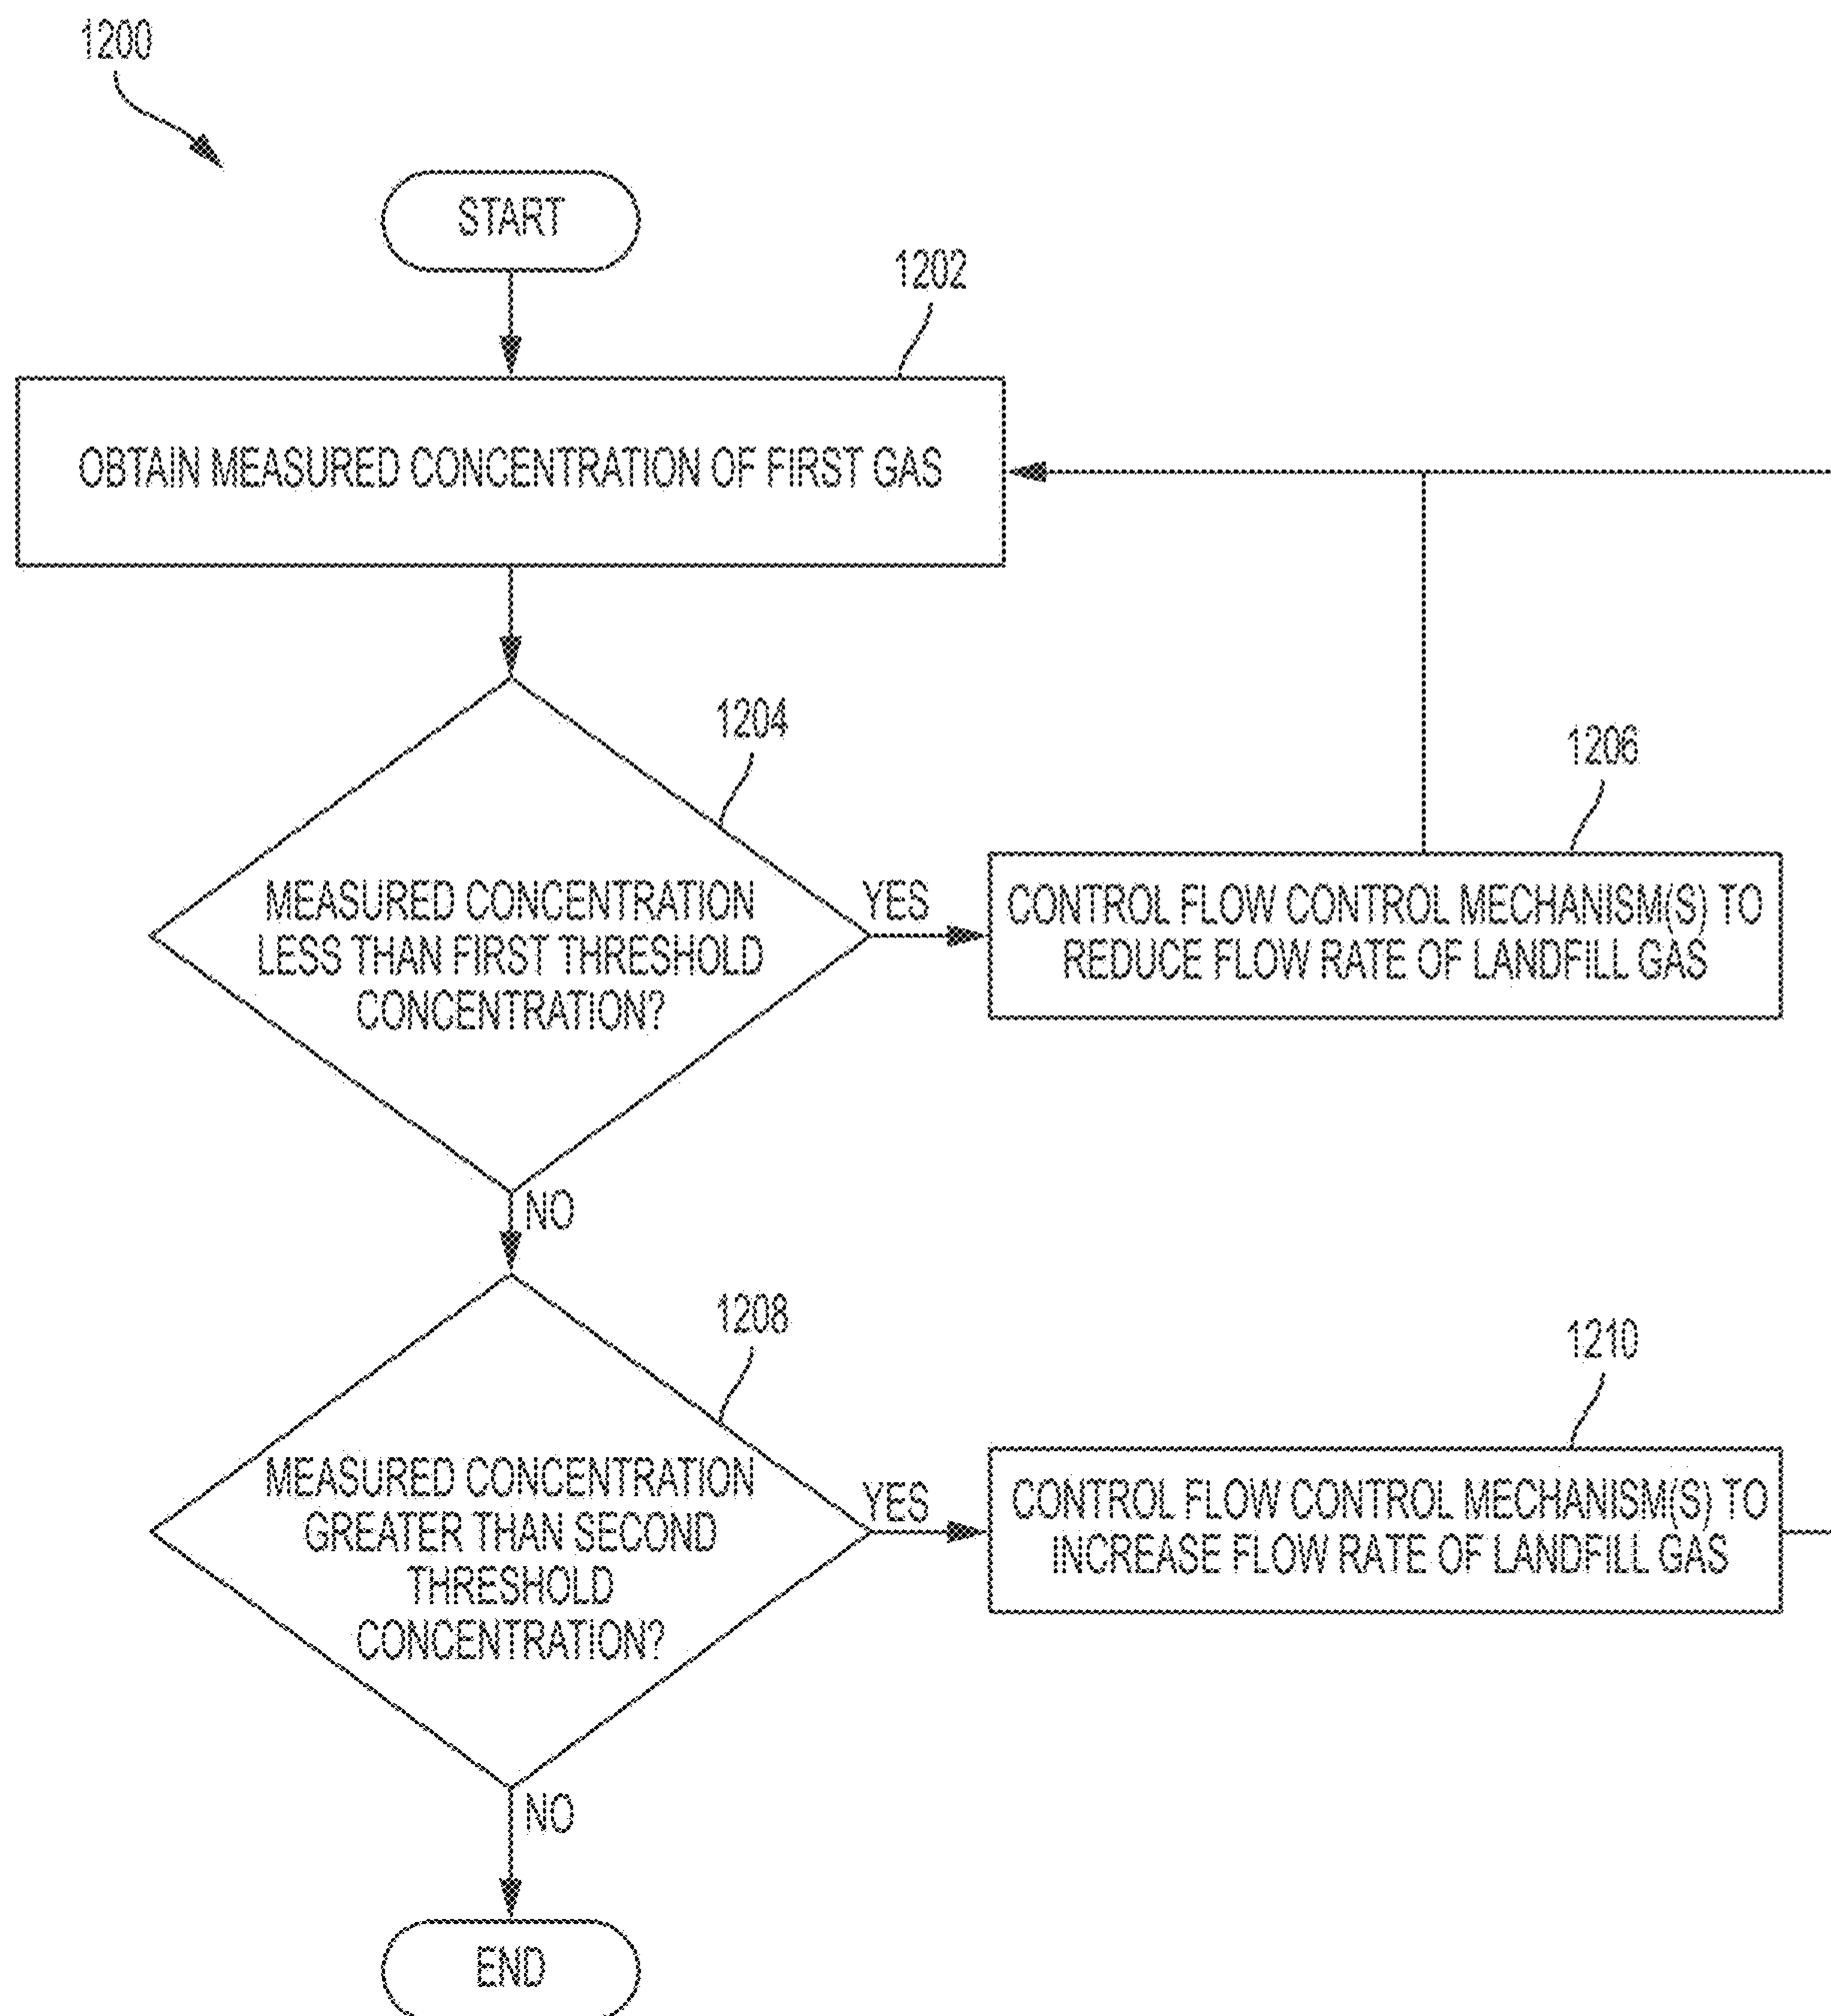 1200
START
1202
OBTAIN MEASURED CONCENTRATION OF FIRST GAS
1204
MEASURED CONCENTRATION
LESS THAN FIRST THRESHOLD
CONCENTRATION?
YES
1206
CONTROL FLOW CONTROL MECHANISM(S) TO
REDUCE FLOW RATE OF LANDFILL GAS
NO
1208
MEASURED CONCENTRATION
GREATER THAN SECOND
THRESHOLD
CONCENTRATION?
YES
1210
CONTROL FLOW CONTROL MECHANISM(S) TO
INCREASE FLOW RATE OF LANDFILL GAS
NO
END